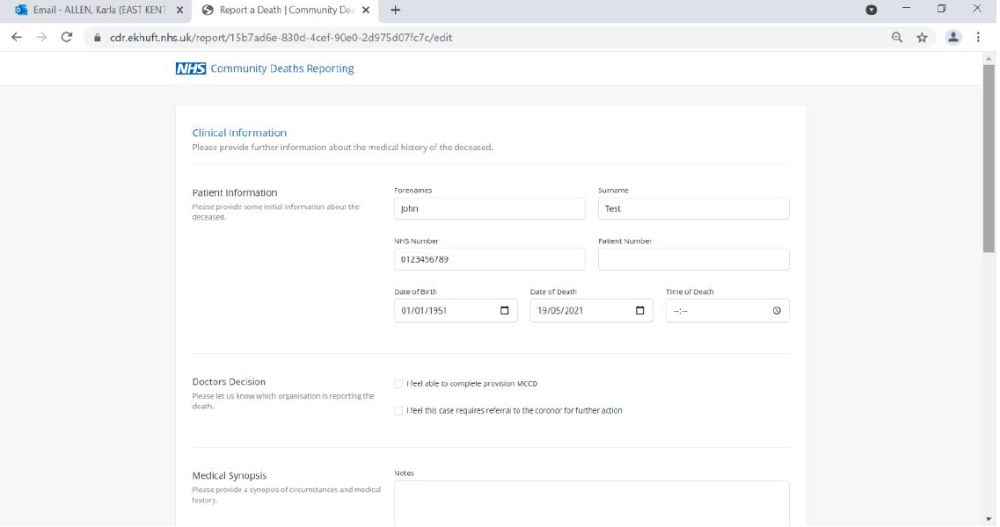 Email - ALLEN, Karla (EAST KENT
Report a Death | Community Dea
cdr.ekhuft.nhs.uk/report/15b7ad6e-830d-4cef-90e0-2d975d07fc7c/edit
NHS Community Deaths Reporting
Clinical Information
Please provide further information about the medical history of the deceased.
Patient Information
Please provide some initial information about the
deceased.
Forenames
Surname
John
Test
NHS Number
Patient Number
0123456789
Date of Birth
Date of Death
Time of Death
01/01/1951
19/05/2021
--:--
Doctors Decision
Please let us know which organisation is reporting the
death.
I feel able to complete provision MCCD
I feel this case requires referral to the coronor for further action
Medical Synopsis
Please provide a synopsis of circumstances and medical
history.
Notes